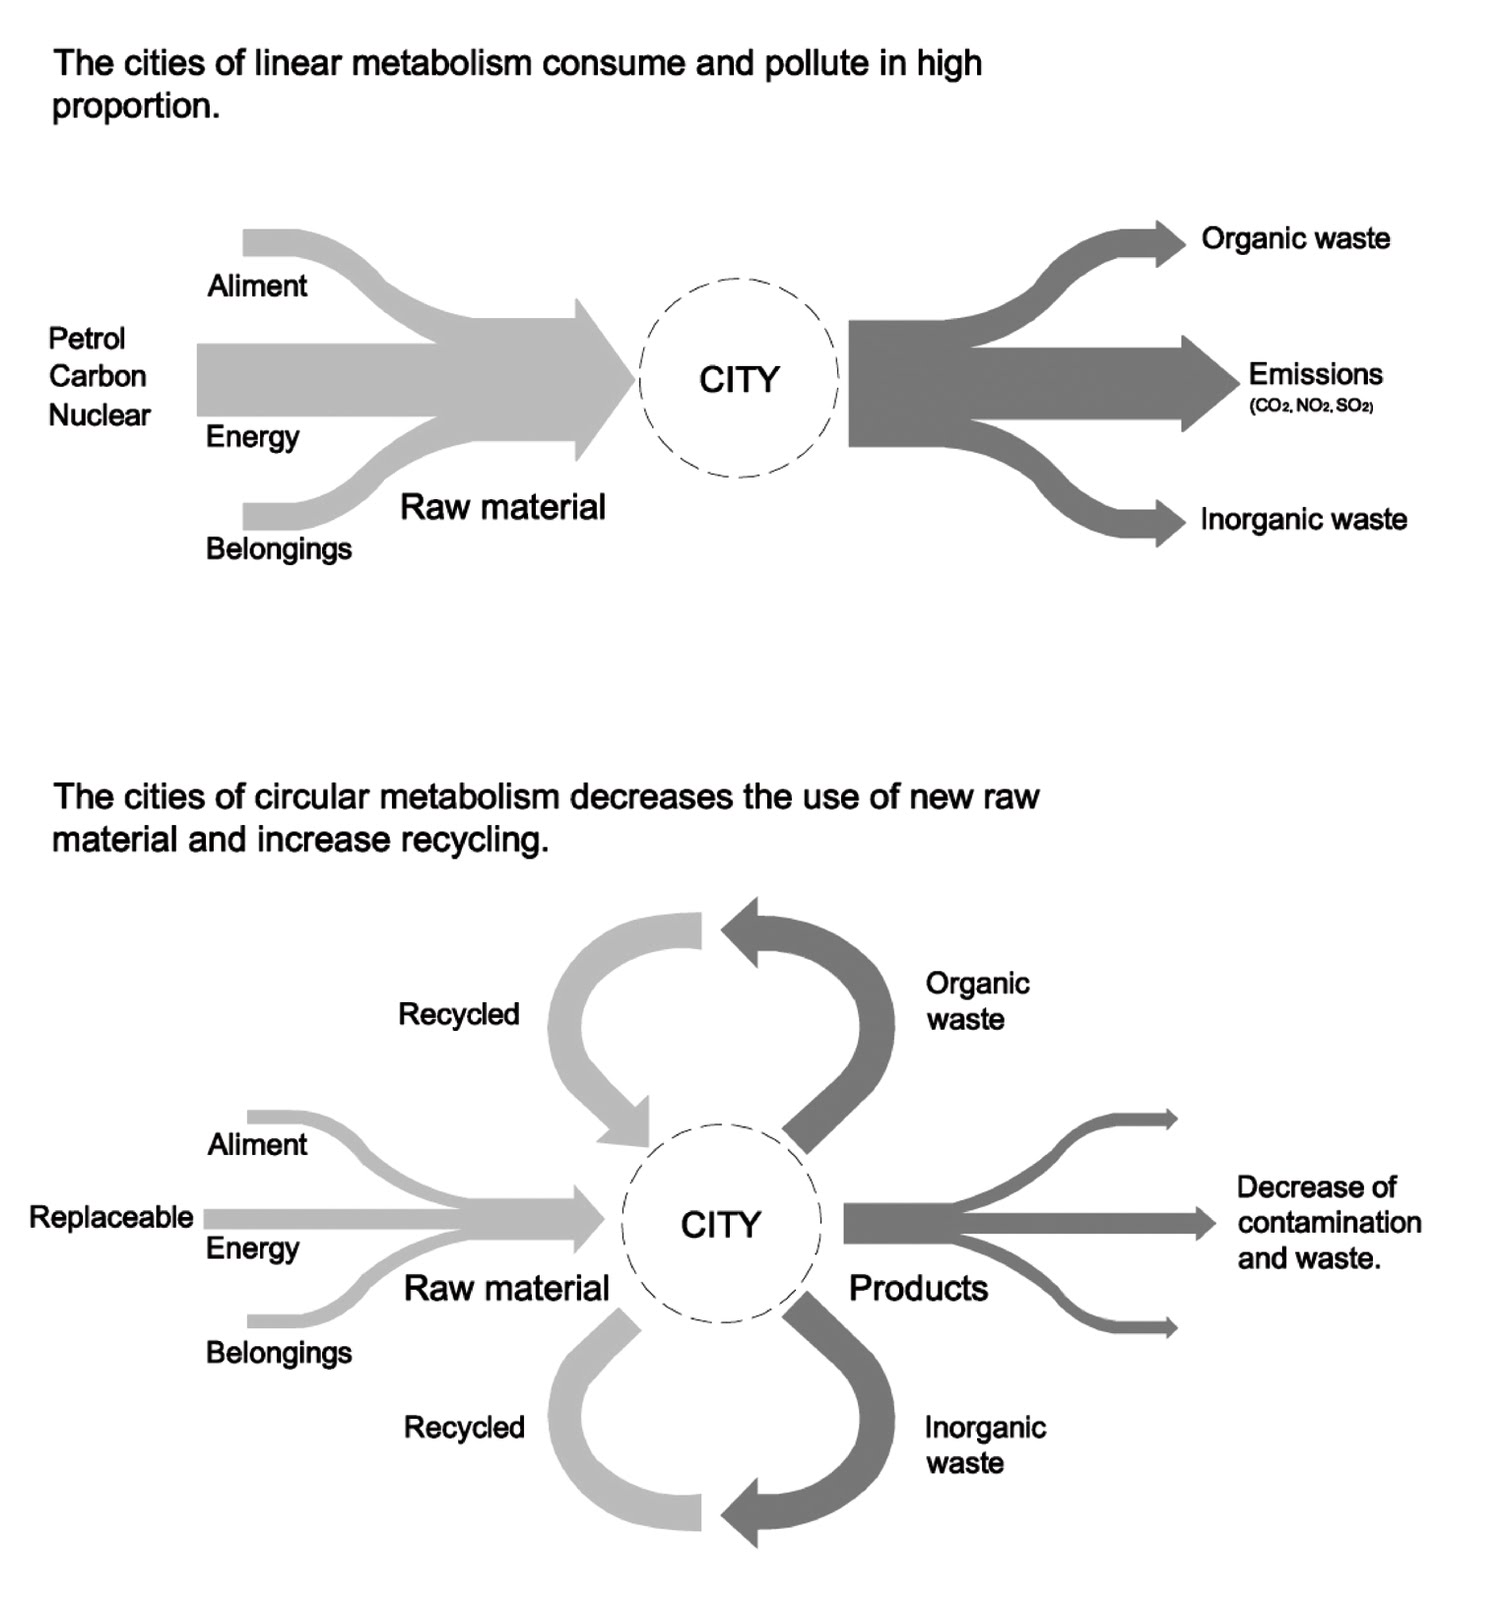 The cities of linear metabolism consume and pollute in high
proportion.
Organic waste
Aliment
Petrol
Carbon
Nuclear
CITY
Emissions
(CO2, NO2, SO2)
Energy
Raw material
Inorganic waste
Belongings
The cities of circular metabolism decreases the use of new raw
material and increase recycling.
Recycled
Organic
waste
Aliment
Replaceable
Energy
CITY
Decrease of
contamination
and waste.
Raw material
Products
Belongings
Recycled
Inorganic
waste